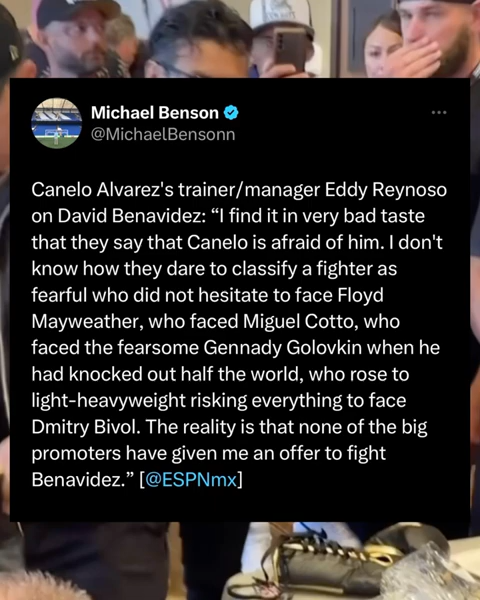 Michael Benson
@MichaelBensonn
Canelo Alvarez's trainer/manager Eddy Reynoso
on David Benavidez: “I find it in very bad taste
that they say that Canelo is afraid of him. I don't
know how they dare to classify a fighter as
fearful who did not hesitate to face Floyd
Mayweather, who faced Miguel Cotto, who
faced the fearsome Gennady Golovkin when he
had knocked out half the world, who rose to
light-heavyweight risking everything to face
Dmitry Bivol. The reality is that none of the big
promoters have given me an offer to fight
Benavidez.” [@ESPNmx]